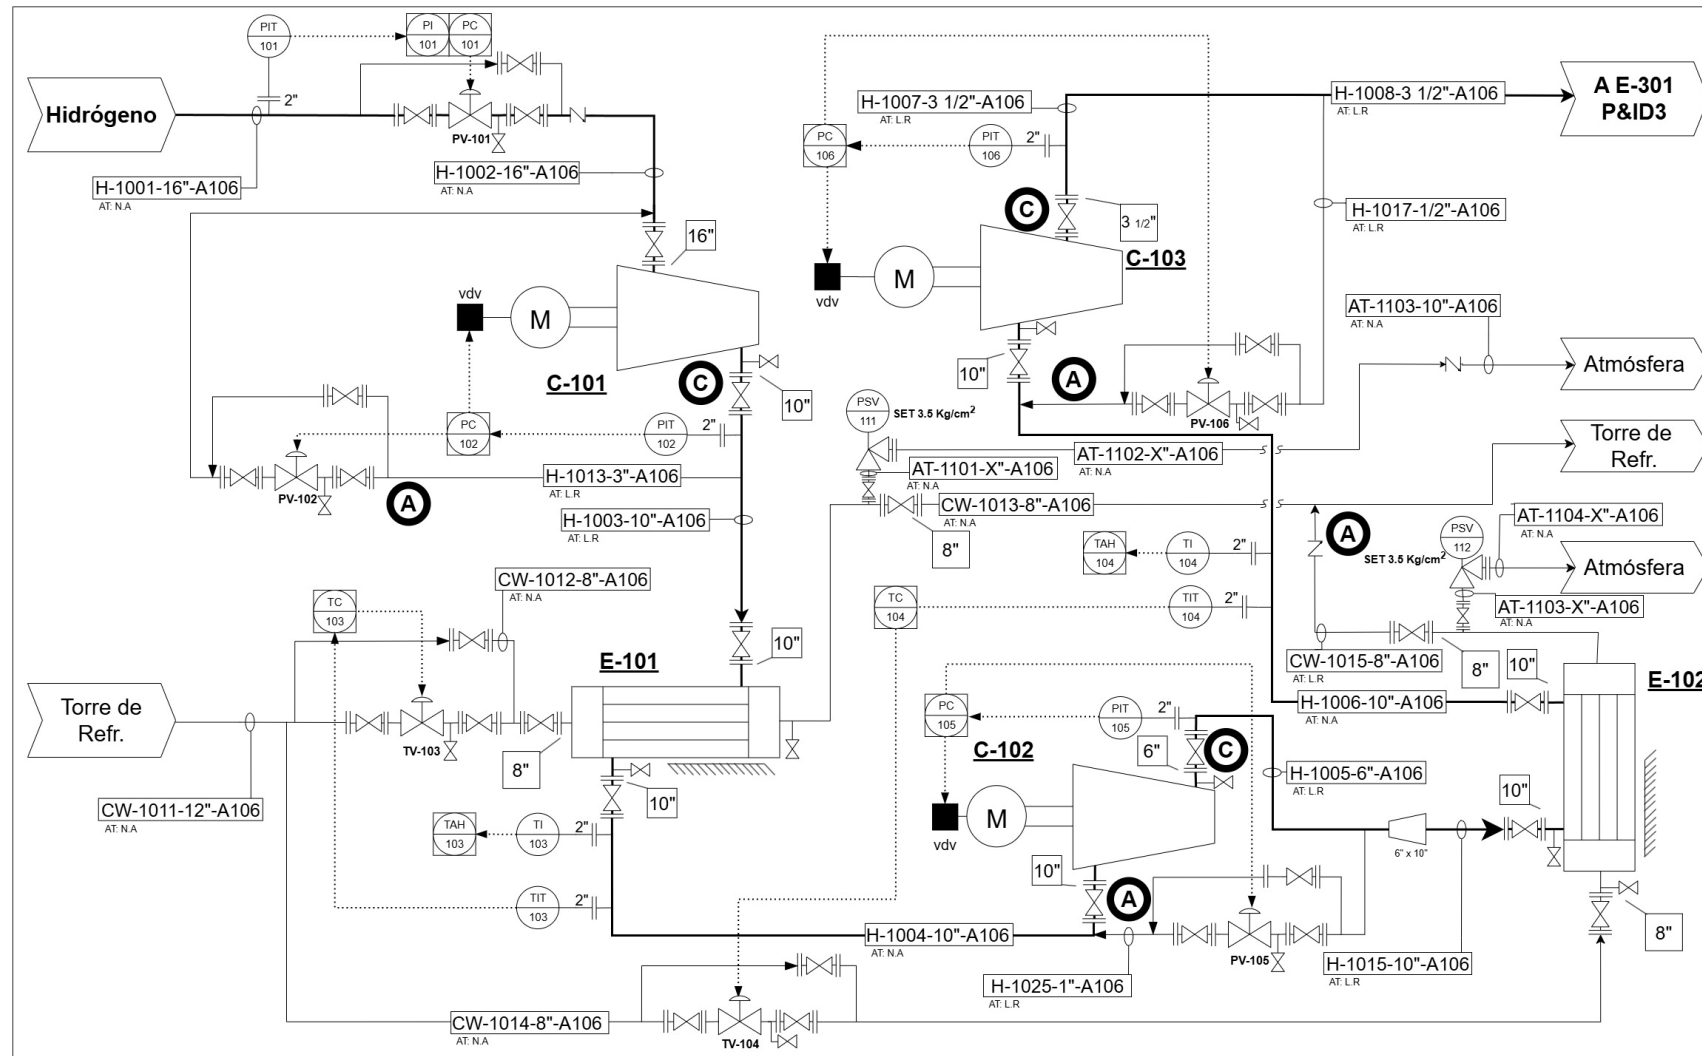 PIT
101
PI
101
PC
101
2"
Hidrógeno
PV-101
H-1001-16"-A106
AT: N.A
H-1002-16"-A106
AT: N.A
16"
vdv
M
C-101
C
10"
PC
102
PIT
102
2"
PV-102
A
H-1013-3"-A106
AT: L.R
H-1003-10"-A106
AT: L.R
PC
106
H-1007-3 1/2"-A106
AT: L.R
PIT
106
2"
H-1008-3 1/2"-A106
AT: L.R
A E-301
P&ID3
C
3 1/2"
H-1017-1/2"-A106
AT: L.R
C-103
M
vdv
10"
A
PV-106
AT-1103-10"-A106
AT: N.A
Atmósfera
PSV
111
SET 3.5 Kg/cm2
AT-1102-X"-A106
AT: N.A
AT-1101-X"-A106
AT: N.A
CW-1013-8"-A106
AT: N.A
8"
Torre de
Refr.
A
AT-1104-X"-A106
AT: N.A
PSV
112
SET 3.5 Kg/cm2
Atmósfera
AT-1103-X"-A106
AT: N.A
TAH
104
TI
104
2"
TC
104
TIT
104
2"
CW-1015-8"-A106
AT: L.R
8"
10"
E-102
H-1006-10"-A106
AT: N.A
CW-1012-8"-A106
AT: N.A
TC
103
E-101
10"
Torre de
Refr.
TV-103
8"
CW-1011-12"-A106
AT: N.A
10"
TAH
103
TI
103
2"
TIT
103
2"
PC
105
PIT
105
2"
C-102
6"
C
H-1005-6"-A106
AT: L.R
10"
M
vdv
6" x 10"
10"
A
H-1004-10"-A106
AT: N.A
PV-105
H-1025-1"-A106
AT: L.R
H-1015-10"-A106
AT: L.R
8"
CW-1014-8"-A106
AT: N.A
TV-104